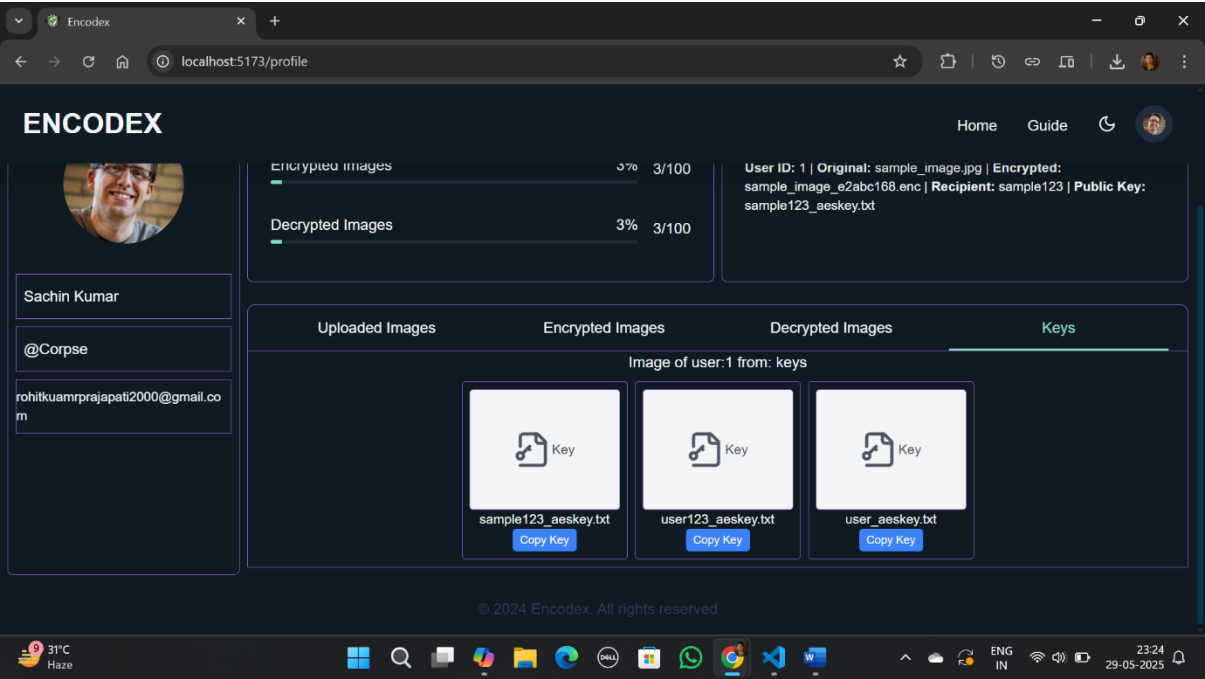 Encodex
localhost:5173/profile
ENCODEX
Home Guide
Encrypted Images 3% 3/100
Decrypted Images 3% 3/100
User ID: 1 | Original: sample_image.jpg | Encrypted:
sample_image_e2abc168.enc | Recipient: sample123 | Public Key:
sample123_aeskey.txt
Sachin Kumar
@Corpse
rohitkuamrprajapati2000@gmail.co
m
Uploaded Images Encrypted Images Decrypted Images Keys
Image of user:1 from: keys
Key Key Key
sample123_aeskey.txt user123_aeskey.txt user_aeskey.txt
Copy Key Copy Key Copy Key
© 2024 Encodex. All rights reserved
9
31°C
Haze
DELL
W
ENG
IN
23:24
29-05-2025